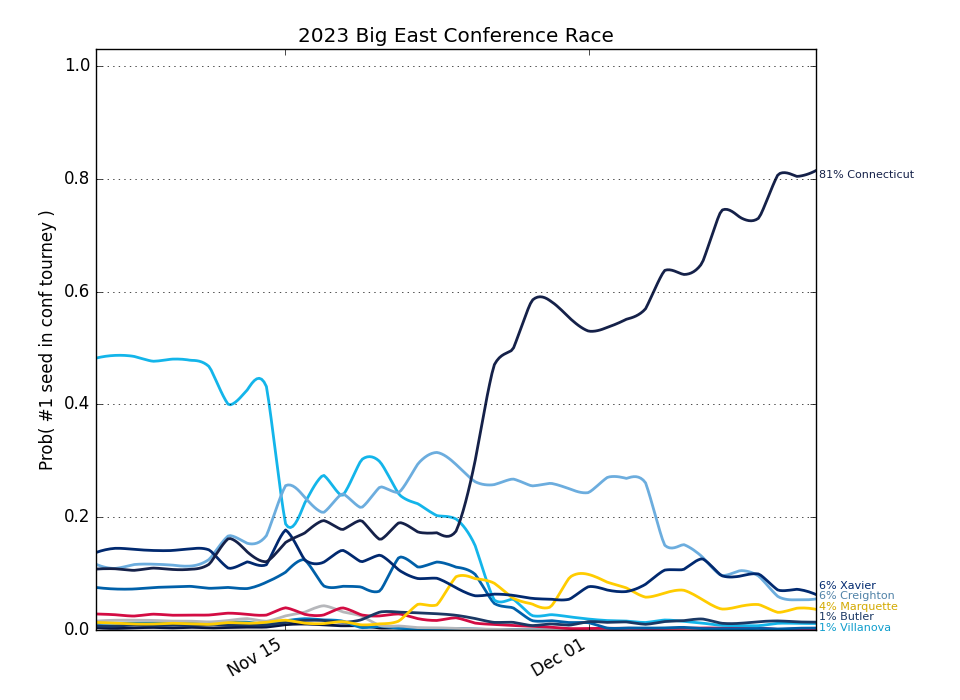 2023 Big East Conference Race
Prob( #1 seed in conf tourney )
1.0
0.8
0.6
0.4
0.2
0.0
Nov 15
Dec 01
81% Connecticut
6% Xavier
6% Creighton
4% Marquette
1% Butler
1% Villanova